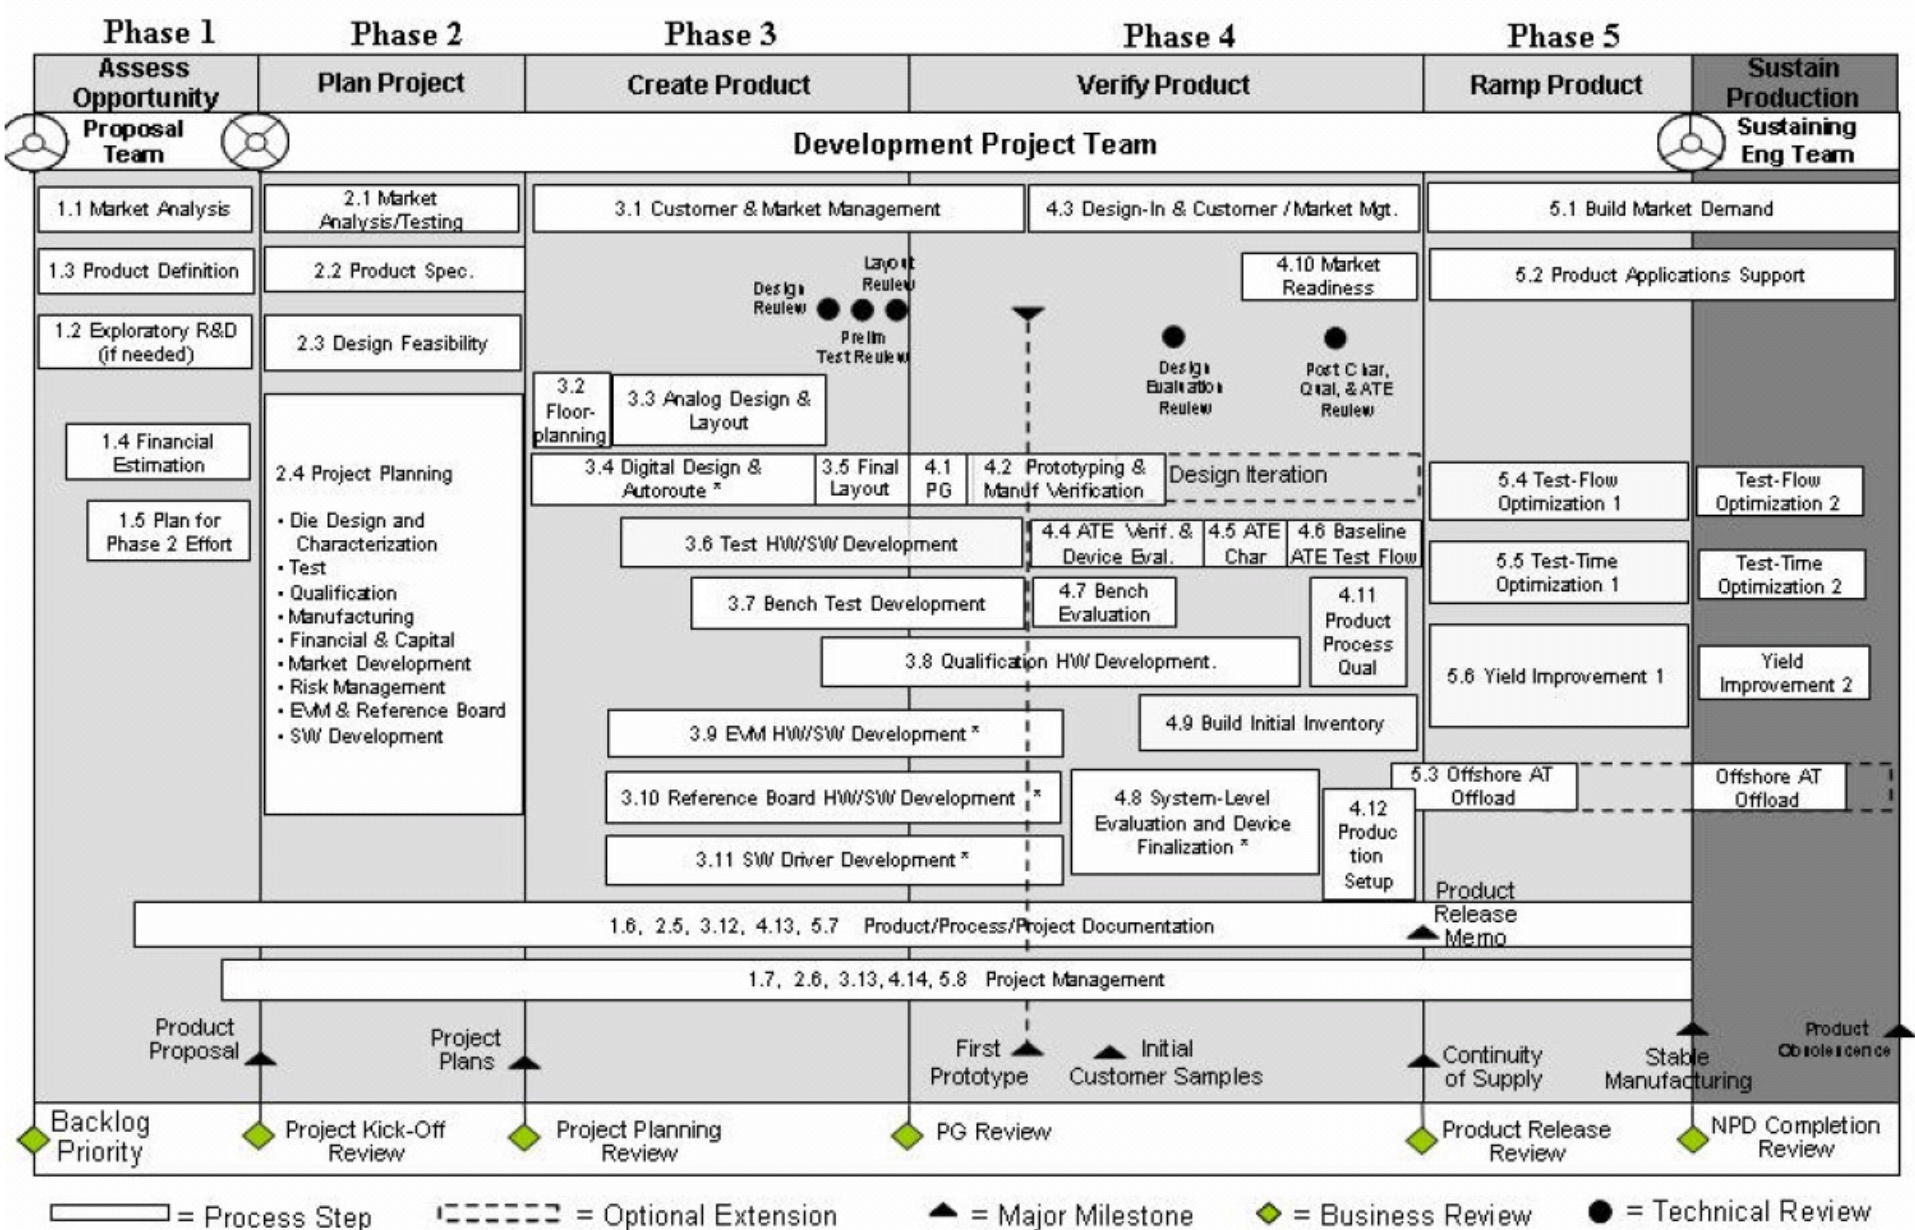 Phase 1
Phase 2
Phase 3
Phase 4
Phase 5
Assess
Opportunity
Plan Project
Create Product
Verify Product
Ramp Product
Sustain
Production
Proposal
Team
Development Project Team
Sustaining
Eng Team
1.1 Market Analysis
2.1 Market
Analysis/Testing
3.1 Customer & Market Management
4.3 Design-In & Customer / Market Mgt.
5.1 Build Market Demand
1.3 Product Definition
2.2 Product Spec.
Layout
Review
Design
Review
Prelim
Test Review
4.10 Market
Readiness
5.2 Product Applications Support
1.2 Exploratory R&D
(if needed)
2.3 Design Feasibility
Design
Evaluation
Review
Post Char,
Qual, & ATE
Review
3.2
Floor-
planning
3.3 Analog Design &
Layout
1.4 Financial
Estimation
1.5 Plan for
Phase 2 Effort
2.4 Project Planning
• Die Design and
Characterization
• Test
• Qualification
• Manufacturing
• Financial & Capital
• Market Development
• Risk Management
• EVM & Reference Board
• SW Development
3.4 Digital Design &
Autoroute *
3.5 Final
Layout
4.1
PG
4.2 Prototyping &
Manuf Verification
Design Iteration
5.4 Test-Flow
Optimization 1
Test-Flow
Optimization 2
3.6 Test HW/SW Development
4.4 ATE Verif. &
Device Eval.
4.5 ATE
Char
4.6 Baseline
ATE Test Flow
5.5 Test-Time
Optimization 1
Test-Time
Optimization 2
3.7 Bench Test Development
4.7 Bench
Evaluation
4.11
Product
Process
Qual
3.8 Qualification HW Development.
5.6 Yield Improvement 1
Yield
Improvement 2
3.9 EVM HW/SW Development *
4.9 Build Initial Inventory
3.10 Reference Board HW/SW Development *
4.8 System-Level
Evaluation and Device
Finalization *
4.12
Produc
tion
Setup
5.3 Offshore AT
Offload
Offshore AT
Offload
3.11 SW Driver Development *
1.6, 2.5, 3.12, 4.13, 5.7 Product/Process/Project Documentation
Product
Release
Memo
1.7, 2.6, 3.13, 4.14, 5.8 Project Management
Product
Proposal
Project
Plans
First
Prototype
Initial
Customer Samples
Continuity
of Supply
Stable
Manufacturing
Product
Obsolescence
Backlog
Priority
Project Kick-Off
Review
Project Planning
Review
PG Review
Product Release
Review
NPD Completion
Review
= Process Step
= Optional Extension
= Major Milestone
= Business Review
= Technical Review